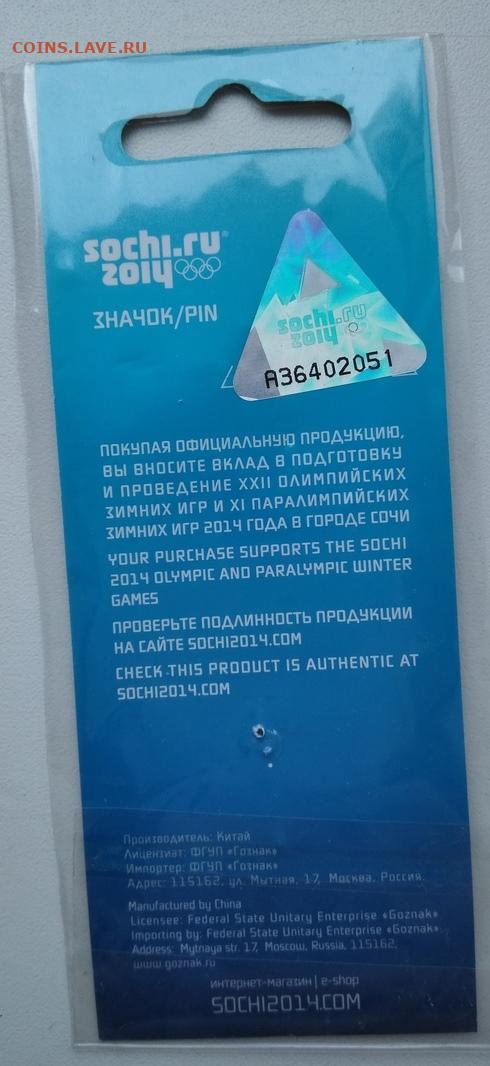 COINS.LAVE.RU
sochi.ru
2014
ЗНАЧОК/PIN
sochi.ru
2014
A36402051
ПОКУПАЯ ОФИЦИАЛЬНУЮ ПРОДУКЦИЮ,
ВЫ ВНОСИТЕ ВКЛАД В ПОДГОТОВКУ
И ПРОВЕДЕНИЕ XXII ОЛИМПИЙСКИХ
ЗИМНИХ ИГР И XI ПАРАЛИМПИЙСКИХ
ЗИМНИХ ИГР 2014 ГОДА В ГОРОДЕ СОЧИ
YOUR PURCHASE SUPPORTS THE SOCHI
2014 OLYMPIC AND PARALYMPIC WINTER
GAMES
ПРОВЕРЬТЕ ПОДЛИННОСТЬ ПРОДУКЦИИ
НА САЙТЕ SOCHI2014.COM
CHECK THIS PRODUCT IS AUTHENTIC AT
SOCHI2014.COM
Производитель: Китай
Лицензиат: ФГУП «Гознак»
Импортер: ФГУП «Гознак»
Адрес: 115162, ул. Мытная, 17, Москва, Россия.
Manufactured by China
Licensee: Federal State Unitary Enterprise «Goznak»
Importing by: Federal State Unitary Enterprise «Goznak»
Address: Mytnaya str. 17, Moscow, Russia, 115162.
www.goznak.ru
интернет-магазин | e-shop
SOCHI2014.COM